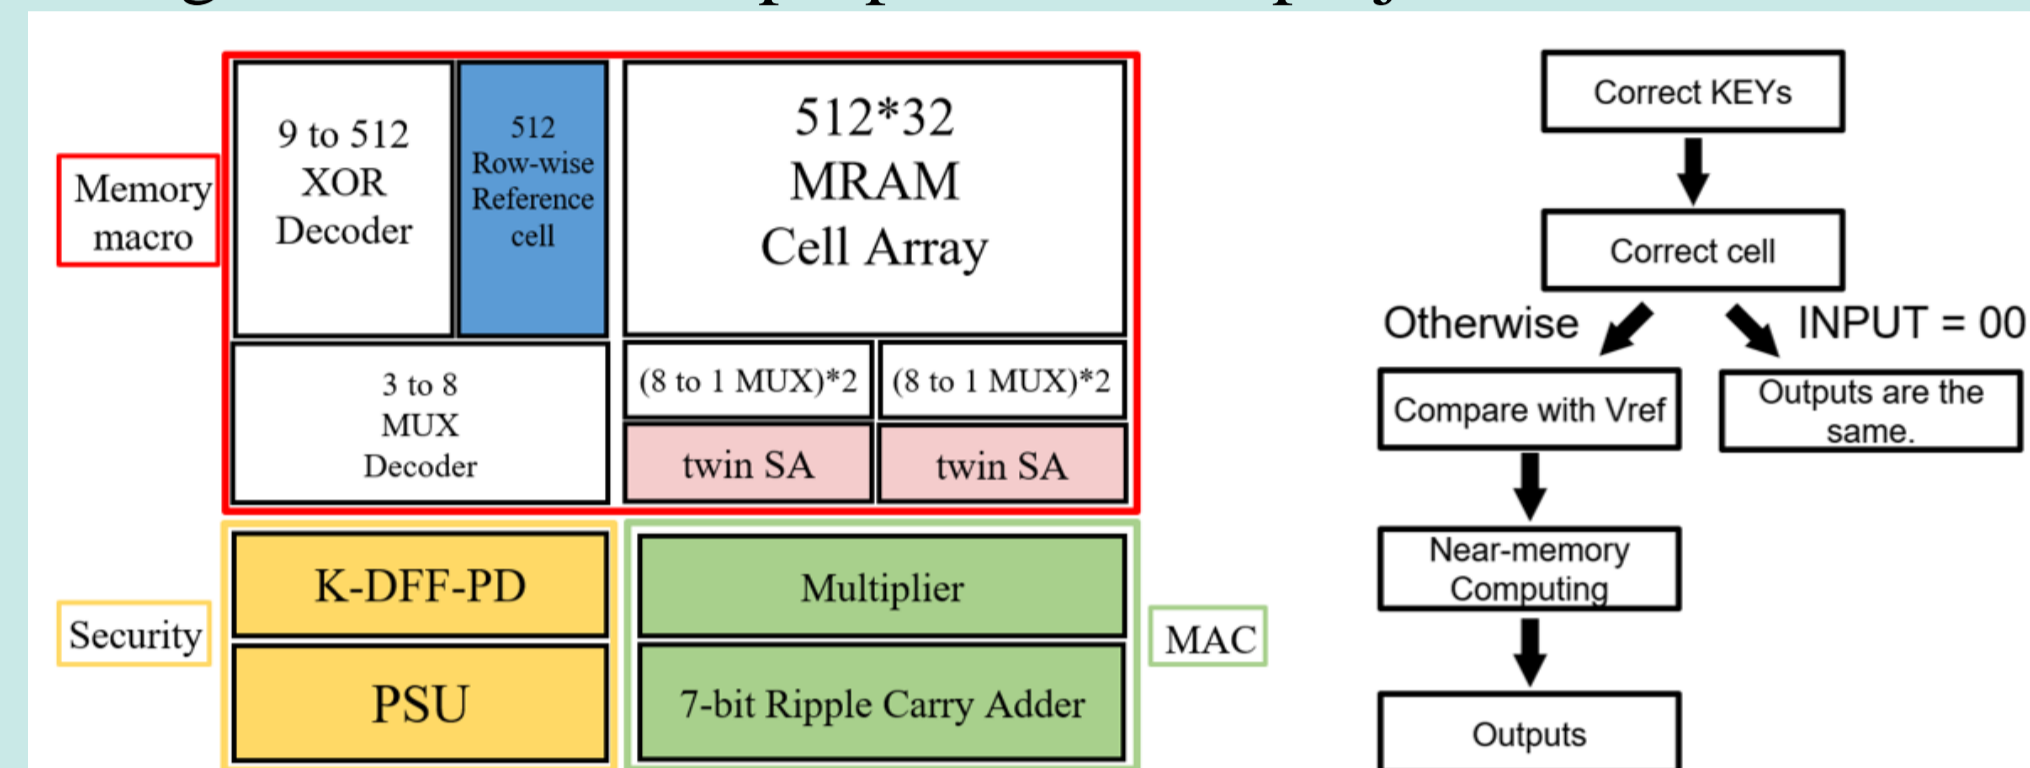 Memory
macro
9 to 512
XOR
Decoder
512
Row-wise
Reference
cell
512*32
MRAM
Cell Array
3 to 8
MUX
Decoder
(8 to 1 MUX)*2
(8 to 1 MUX)*2
twin SA
twin SA
Security
K-DFF-PD
PSU
Multiplier
7-bit Ripple Carry Adder
MAC
Correct KEYs
Correct cell
Otherwise
INPUT = 00
Compare with Vref
Outputs are the
same.
Near-memory
Computing
Outputs